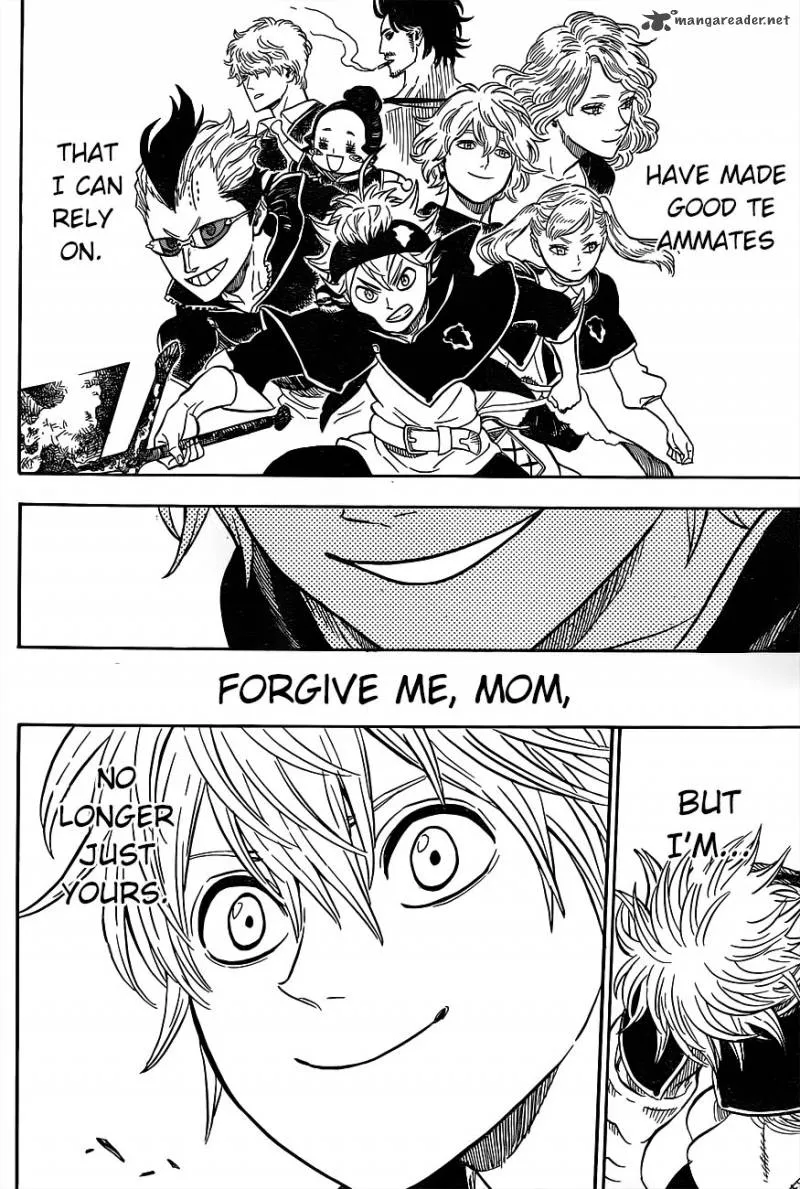 mangareader.net
HAVE MADE
GOOD TE
AMMATES
THAT
I CAN
RELY
ON.
FORGIVE ME, MOM,
BUT
I'M...
NO
LONGER
JUST
YOURS.